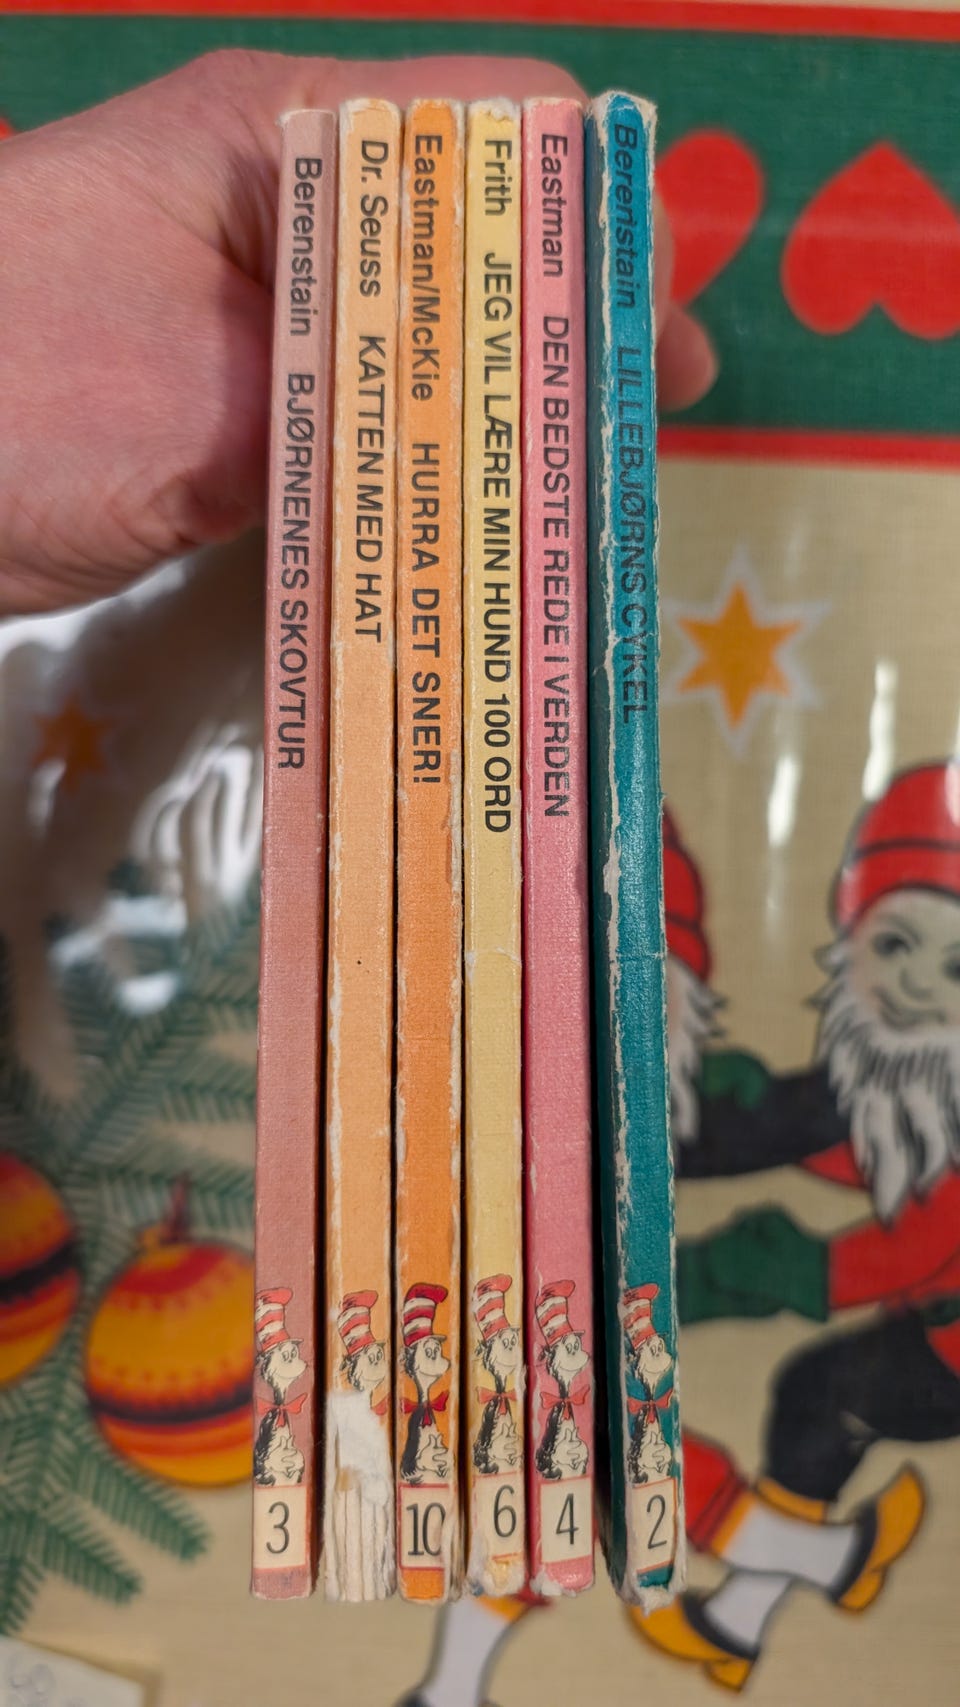 Berenstain BJØRNENES SKOVTUR
3
Dr. Seuss KATTEN MED HAT
Eastman/McKie HURRA DET SNER!
10
Frith JEG VIL LÆRE MIN HUND 100 ORD
6
Eastman DEN BEDSTE REDE I VERDEN
4
Berenstain LILLEBJØRNS CYKEL
2